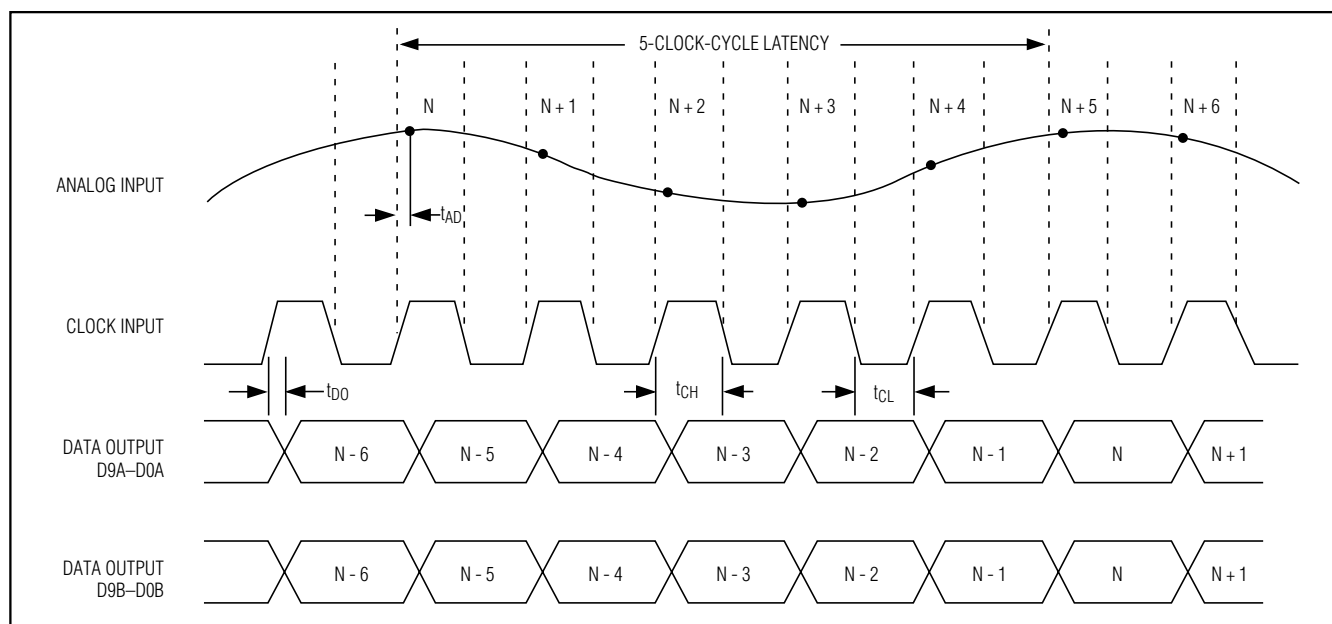 5-CLOCK-CYCLE LATENCY
N N + 1 N + 2 N + 3 N + 4 N + 5 N + 6
ANALOG INPUT
tAD
CLOCK INPUT
tDO tCH tCL
DATA OUTPUT
D9A–D0A
N - 6 N - 5 N - 4 N - 3 N - 2 N - 1 N N + 1
DATA OUTPUT
D9B–D0B
N - 6 N - 5 N - 4 N - 3 N - 2 N - 1 N N + 1